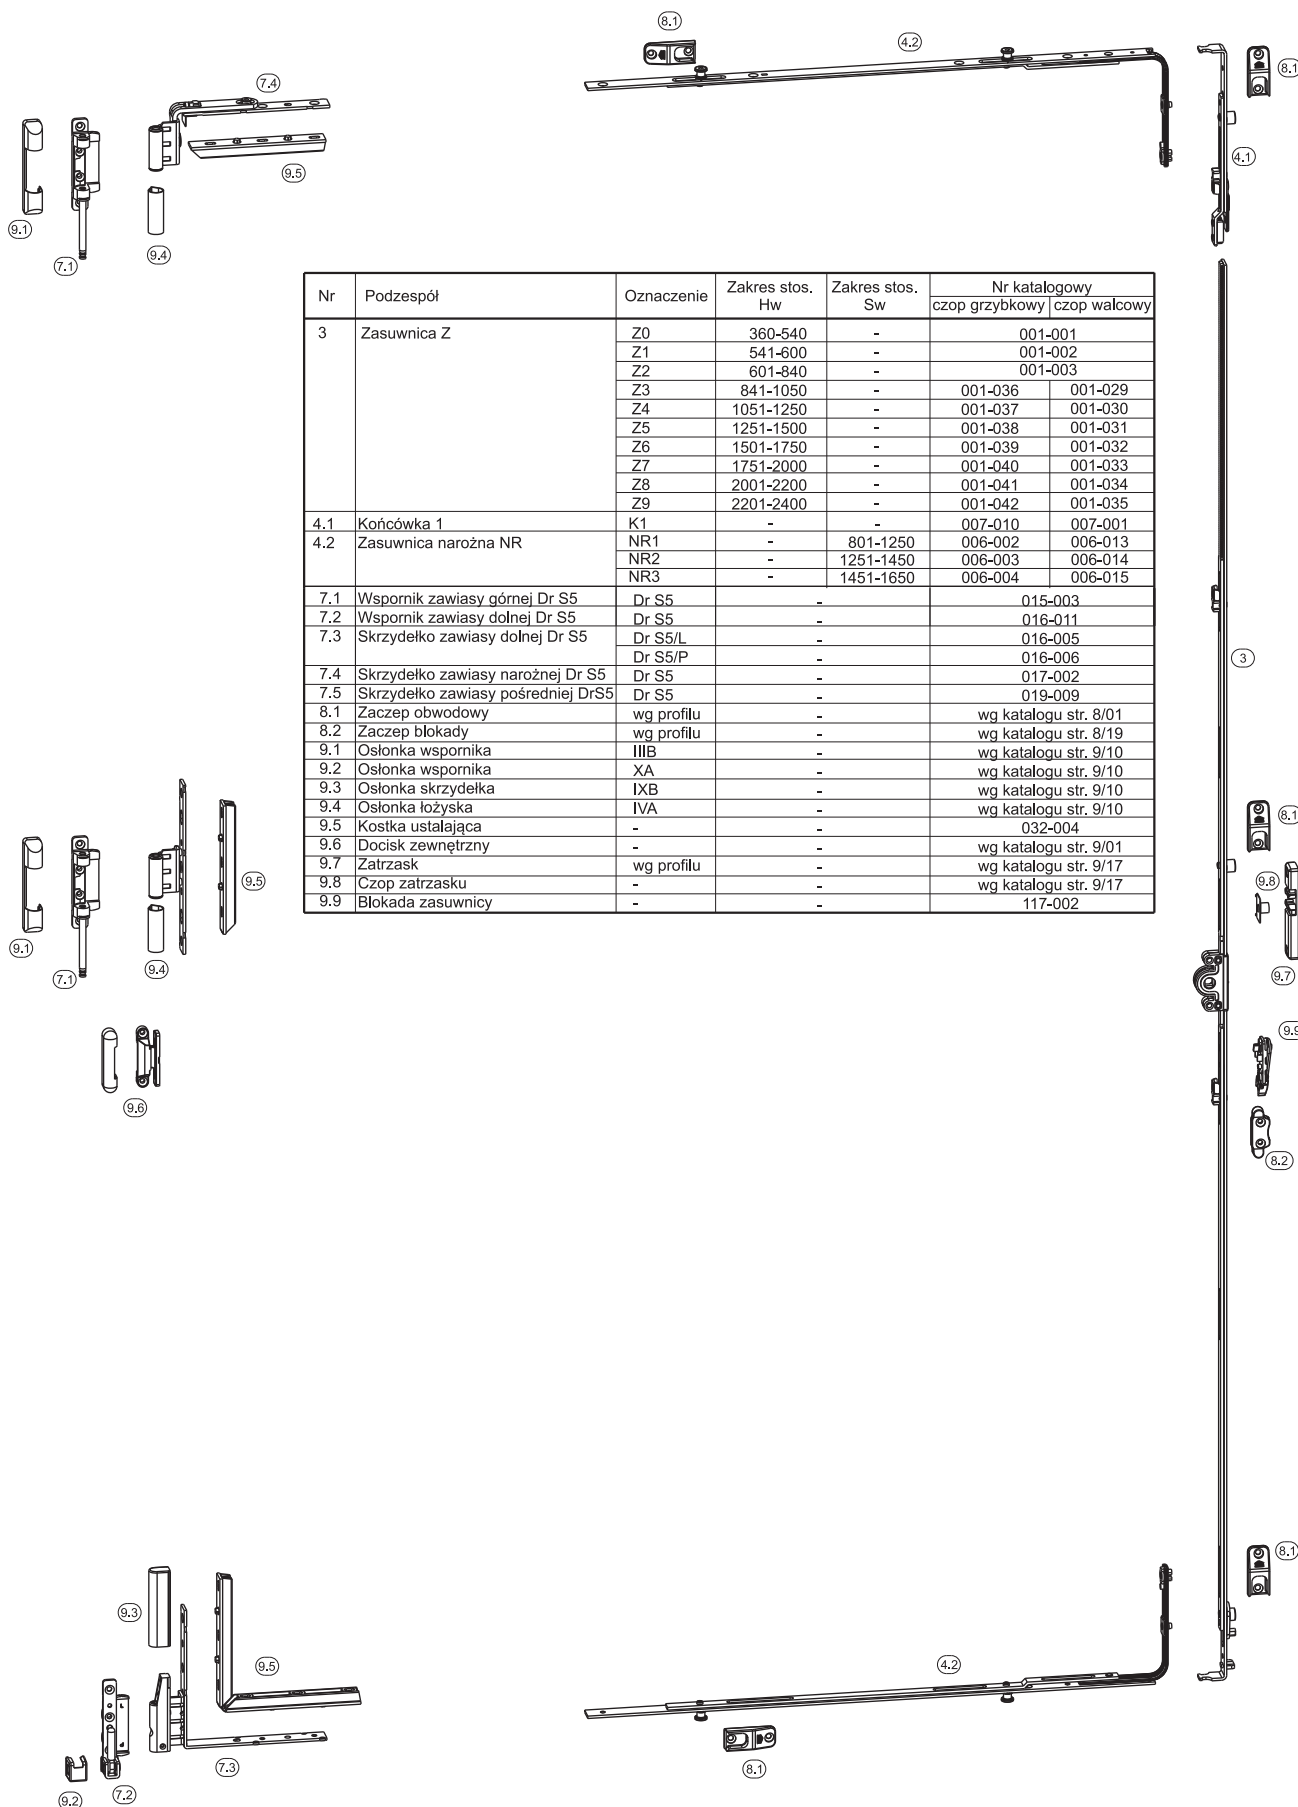 8.1
4.2
8.1
7.4
4.1
9.5
9.1
7.1
9.4
Nr Podzespół Oznaczenie Zakres stos. Hw Zakres stos. Sw Nr katalogowy
czop grzybkowy czop walcowy
3 Zasuwnica Z Z0 360-540 - 001-001
Z1 541-600 - 001-002
Z2 601-840 - 001-003
Z3 841-1050 - 001-036 001-029
Z4 1051-1250 - 001-037 001-030
Z5 1251-1500 - 001-038 001-031
Z6 1501-1750 - 001-039 001-032
Z7 1751-2000 - 001-040 001-033
Z8 2001-2200 - 001-041 001-034
Z9 2201-2400 - 001-042 001-035
4.1 Końcówka 1 K1 - - 007-010 007-001
4.2 Zasuwnica narożna NR NR1 - 801-1250 006-002 006-013
NR2 - 1251-1450 006-003 006-014
NR3 - 1451-1650 006-004 006-015
7.1 Wspornik zawiasy górnej Dr S5 Dr S5 - 015-003
7.2 Wspornik zawiasy dolnej Dr S5 Dr S5 - 016-011
7.3 Skrzydełko zawiasy dolnej Dr S5 Dr S5/L - 016-005
Dr S5/P - 016-006
7.4 Skrzydełko zawiasy narożnej Dr S5 Dr S5 - 017-002
7.5 Skrzydełko zawiasy pośredniej DrS5 Dr S5 - 019-009
8.1 Zaczep obwodowy wg profilu - wg katalogu str. 8/01
8.2 Zaczep blokady wg profilu - wg katalogu str. 8/19
9.1 Osłonka wspornika IIIB - wg katalogu str. 9/10
9.2 Osłonka wspornika XA - wg katalogu str. 9/10
9.3 Osłonka skrzydełka IXB - wg katalogu str. 9/10
9.4 Osłonka łożyska IVA - wg katalogu str. 9/10
9.5 Kostka ustalająca - - 032-004
9.6 Docisk zewnętrzny - - wg katalogu str. 9/01
9.7 Zatrzask wg profilu - wg katalogu str. 9/17
9.8 Czop zatrzasku - - wg katalogu str. 9/17
9.9 Blokada zasuwnicy - - 117-002
3
8.1
9.5
9.8
9.1
9.4
7.1
9.7
9.9
9.6
8.2
8.1
9.3
9.5
4.2
7.3
8.1
7.2
9.2